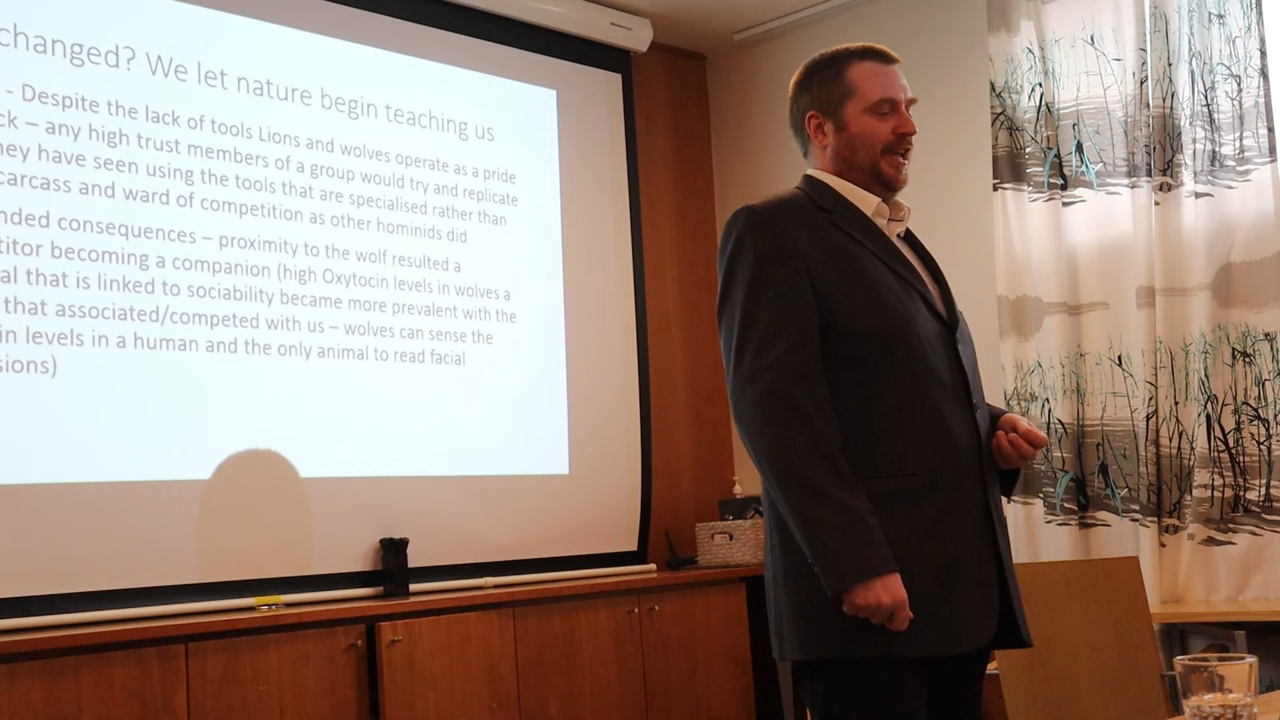 changed? We let nature begin teaching us
- Despite the lack of tools Lions and wolves operate as a pride
ck – any high trust members of a group would try and replicate
hey have seen using the tools that are specialised rather than
carcass and ward of competition as other hominids did
nded consequences – proximity to the wolf resulted a
titor becoming a companion (high Oxytocin levels in wolves a
al that is linked to sociability became more prevalent with the
that associated/competed with us – wolves can sense the
in levels in a human and the only animal to read facial
sions)